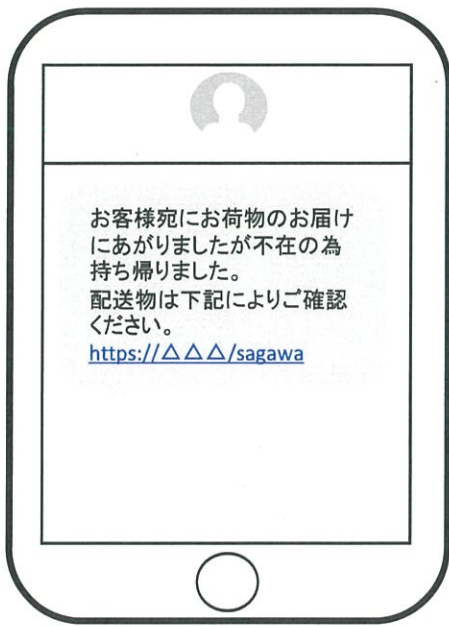 お客様宛にお荷物のお届け
にあがりましたが不在の為
持ち帰りました。
配送物は下記によりご確認
ください。
https://△△△/sagawa